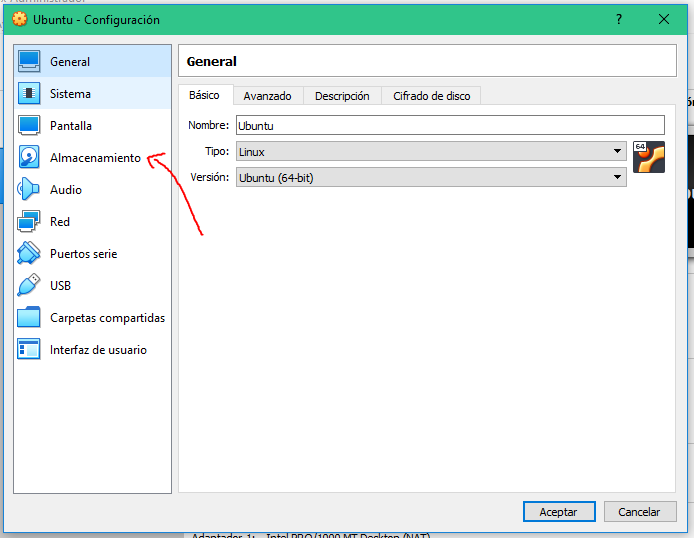 Ubuntu - Configuración
General
Sistema
Pantalla
Almacenamiento
Audio
Red
Puertos serie
USB
Carpetas compartidas
Interfaz de usuario
General
Básico Avanzado Descripción Cifrado de disco
Nombre: Ubuntu
Tipo: Linux
64
Versión: Ubuntu (64-bit)
Aceptar Cancelar
Adaptador 1: Intel PRO/1000 MT Desktop (NAT)